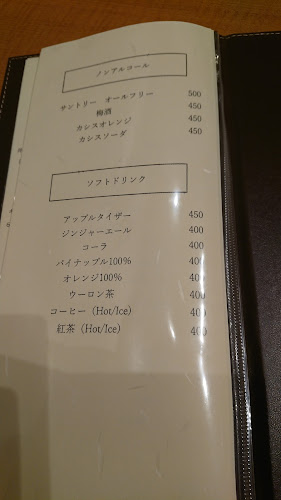 ノンアルコール
サントリー オールフリー 500
梅酒 450
カシスオレンジ 450
カシスソーダ 450
ソフトドリンク
アップルタイザー 450
ジンジャーエール 400
コーラ 400
パイナップル100% 400
オレンジ100% 400
ウーロン茶 400
コーヒー（Hot/Ice） 400
紅茶（Hot/Ice） 400